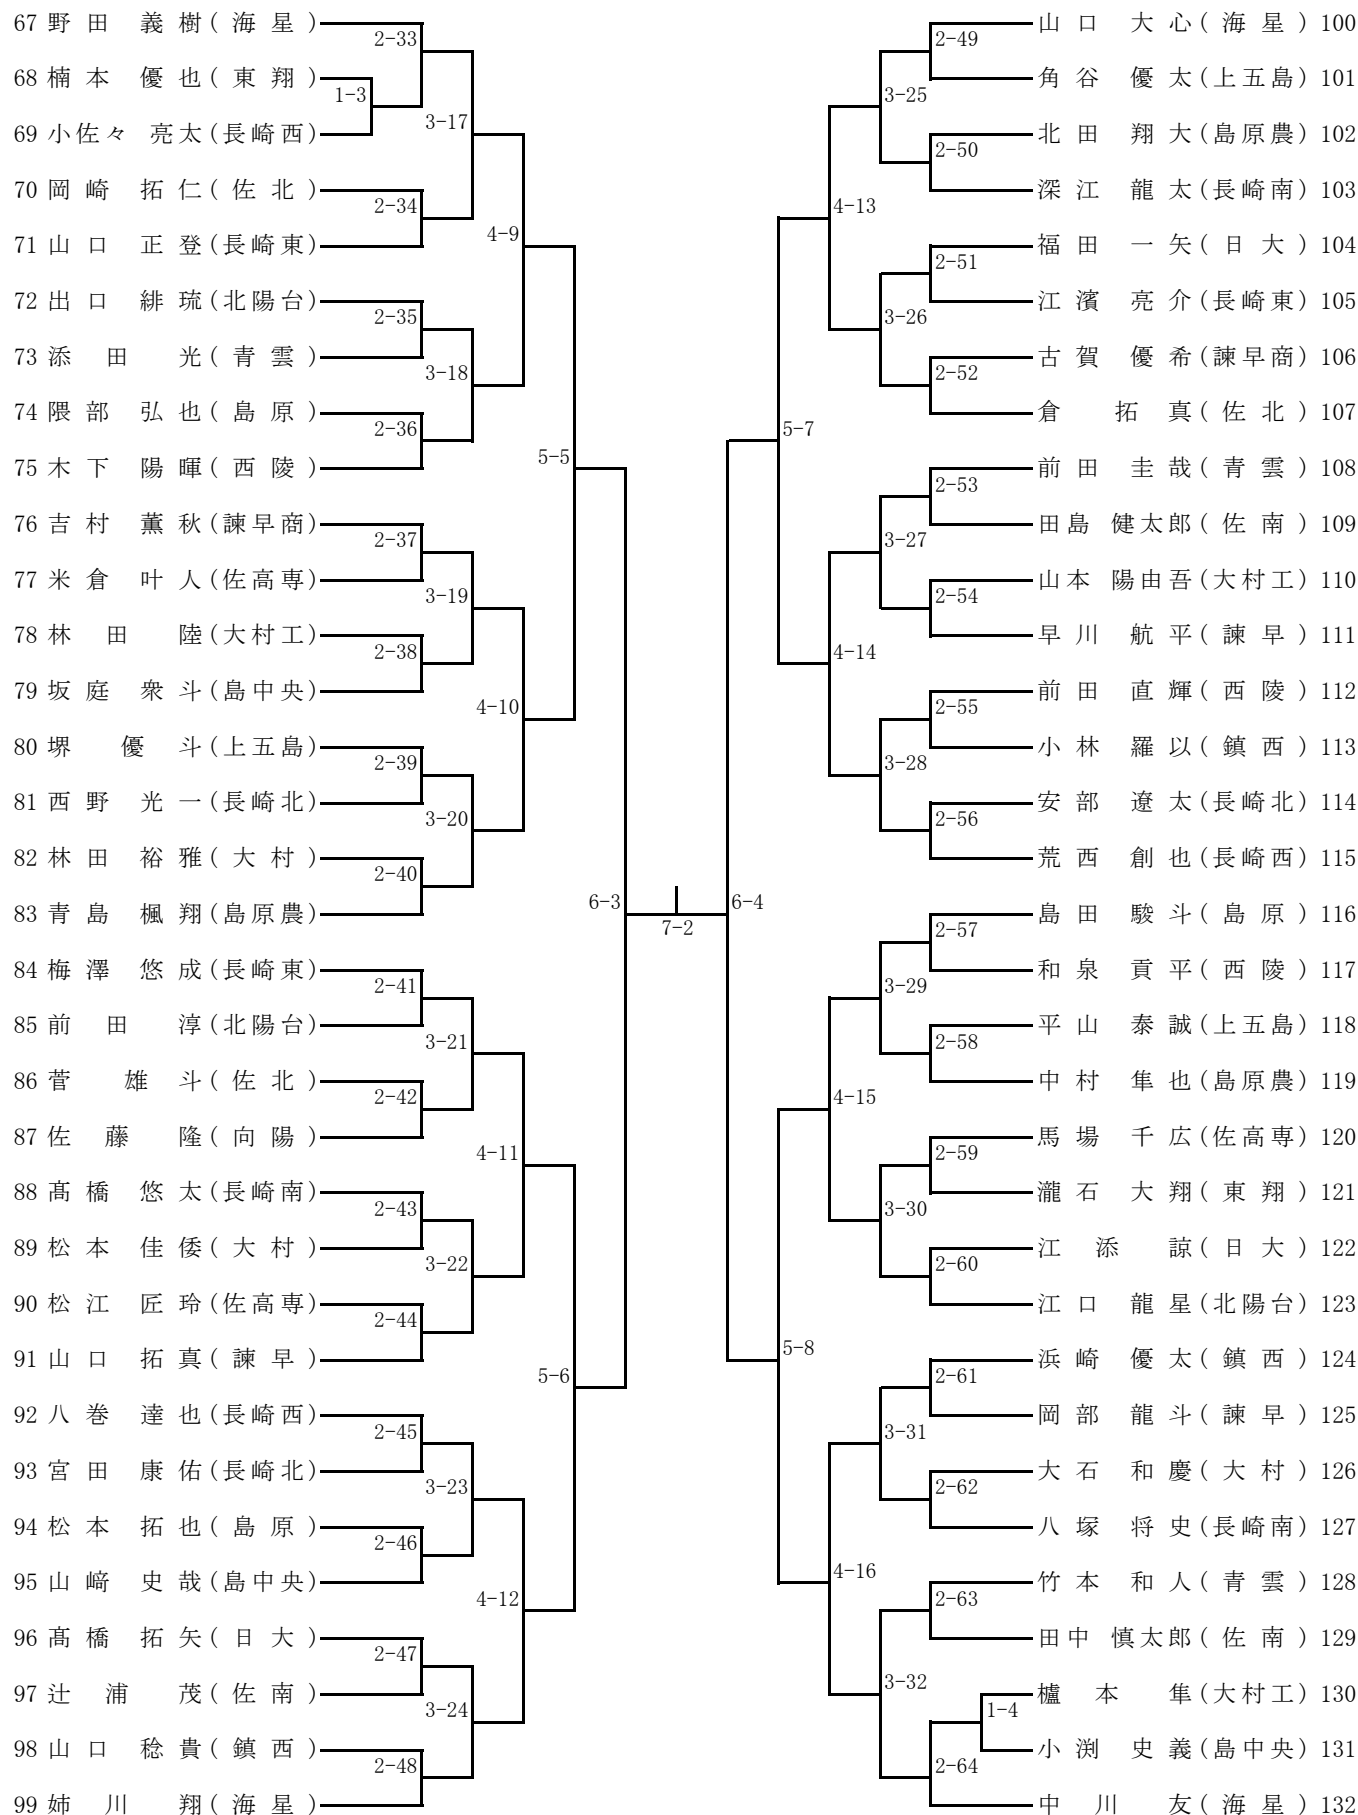 67 野田 義樹(海星)
68 楠本 優也(東翔)
69 小佐々 亮太(長崎西)
70 岡崎 拓仁(佐北)
71 山口 正登(長崎東)
72 出口 緋琉(北陽台)
73 添田 光(青雲)
74 隈部 弘也(島原)
75 木下 陽暉(西陵)
76 吉村 薫秋(諫早商)
77 米倉 叶人(佐高専)
78 林田 陸(大村工)
79 坂庭 衆斗(島中央)
80 堺 優斗(上五島)
81 西野 光一(長崎北)
82 林田 裕雅(大村)
83 青島 楓翔(島原農)
84 梅澤 悠成(長崎東)
85 前田 淳(北陽台)
86 菅 雄斗(佐北)
87 佐藤 隆(向陽)
88 髙橋 悠太(長崎南)
89 松本 佳倭(大村)
90 松江 匠玲(佐高専)
91 山口 拓真(諫早)
92 八巻 達也(長崎西)
93 宮田 康佑(長崎北)
94 松本 拓也(島原)
95 山﨑 史哉(島中央)
96 髙橋 拓矢(日大)
97 辻浦 茂(佐南)
98 山口 稔貴(鎮西)
99 姉川 翔(海星)
2-33
1-3
3-17
2-34
4-9
2-35
3-18
2-36
5-5
2-37
3-19
2-38
4-10
2-39
3-20
2-40
6-3
2-41
3-21
2-42
4-11
2-43
3-22
2-44
5-6
2-45
3-23
2-46
4-12
2-47
3-24
2-48
7-2
6-4
2-49
3-25
2-50
4-13
2-51
3-26
2-52
5-7
2-53
3-27
2-54
4-14
2-55
3-28
2-56
2-57
3-29
2-58
4-15
2-59
3-30
2-60
5-8
2-61
3-31
2-62
4-16
2-63
3-32
1-4
2-64
山口 大心(海星) 100
角谷 優太(上五島) 101
北田 翔大(島原農) 102
深江 龍太(長崎南) 103
福田 一矢(日大) 104
江濱 亮介(長崎東) 105
古賀 優希(諫早商) 106
倉 拓真(佐北) 107
前田 圭哉(青雲) 108
田島 健太郎(佐南) 109
山本 陽由吾(大村工) 110
早川 航平(諫早) 111
前田 直輝(西陵) 112
小林 羅以(鎮西) 113
安部 遼太(長崎北) 114
荒西 創也(長崎西) 115
島田 駿斗(島原) 116
和泉 貢平(西陵) 117
平山 泰誠(上五島) 118
中村 隼也(島原農) 119
馬場 千広(佐高専) 120
瀧石 大翔(東翔) 121
江添 諒(日大) 122
江口 龍星(北陽台) 123
浜崎 優太(鎮西) 124
岡部 龍斗(諫早) 125
大石 和慶(大村) 126
八塚 将史(長崎南) 127
竹本 和人(青雲) 128
田中 慎太郎(佐南) 129
櫨本 隼(大村工) 130
小渕 史義(島中央) 131
中川 友(海星) 132